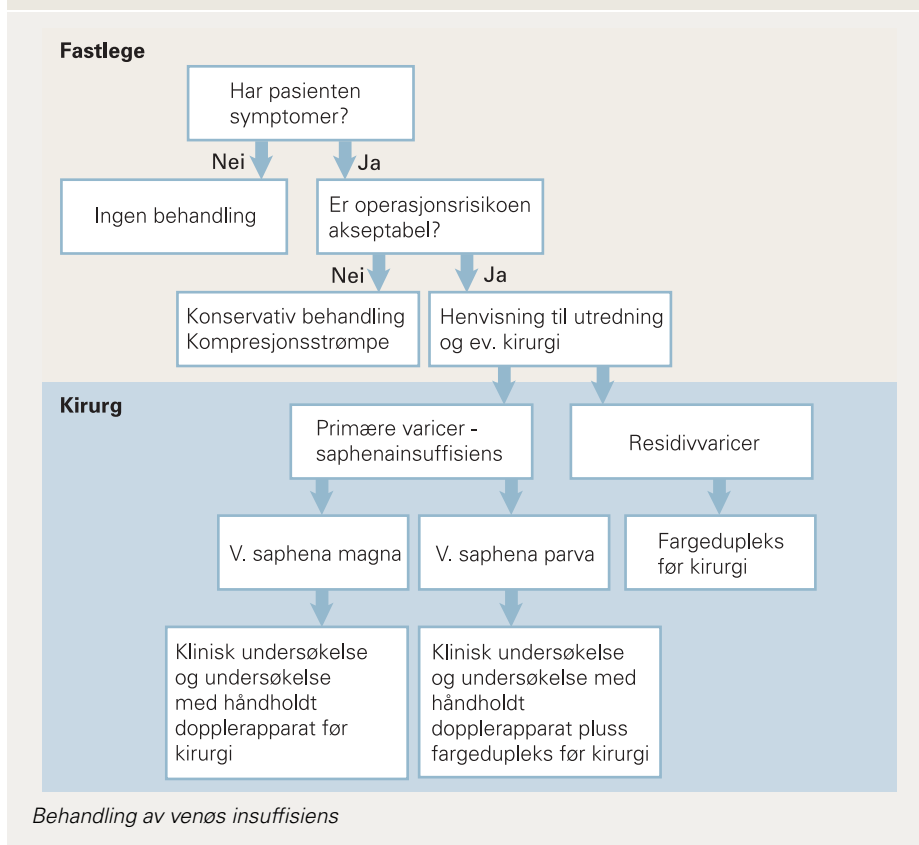 Fastlege
Har pasienten
symptomer?
Nei
Ja
Ingen behandling
Er operasjonsrisikoen
akseptabel?
Nei
Ja
Konservativ behandling
Kompresjonsstrømpe
Henvisning til utredning
og ev. kirurgi
Kirurg
Primære varicer -
saphenainsuffisiens
Residivvaricer
V. saphena magna
V. saphena parva
Fargedupleks
før kirurgi
Klinisk undersøkelse
og undersøkelse
med håndholdt
dopplerapparat før
kirurgi
Klinisk undersøkelse
og undersøkelse med
håndholdt
dopplerapparat pluss
fargedupleks før kirurgi
Behandling av venøs insuffisiens